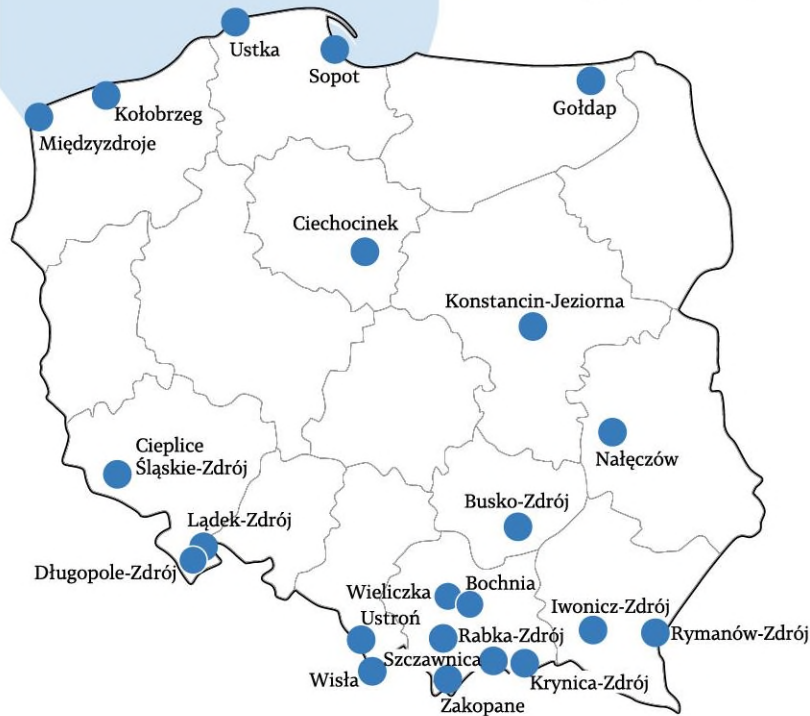 Ustka
Sopot
Gołdap
Kołobrzeg
Międzyzdroje
Ciechocinek
Konstancin-Jeziorna
Cieplice
Śląskie-Zdrój
Nałęczów
Busko-Zdrój
Lądek-Zdrój
Długopole-Zdrój
Wieliczka
Bochnia
Ustroń
Iwonicz-Zdrój
Rabka-Zdrój
Rymanów-Zdrój
Szczawnica
Wisła
Krynica-Zdrój
Zakopane